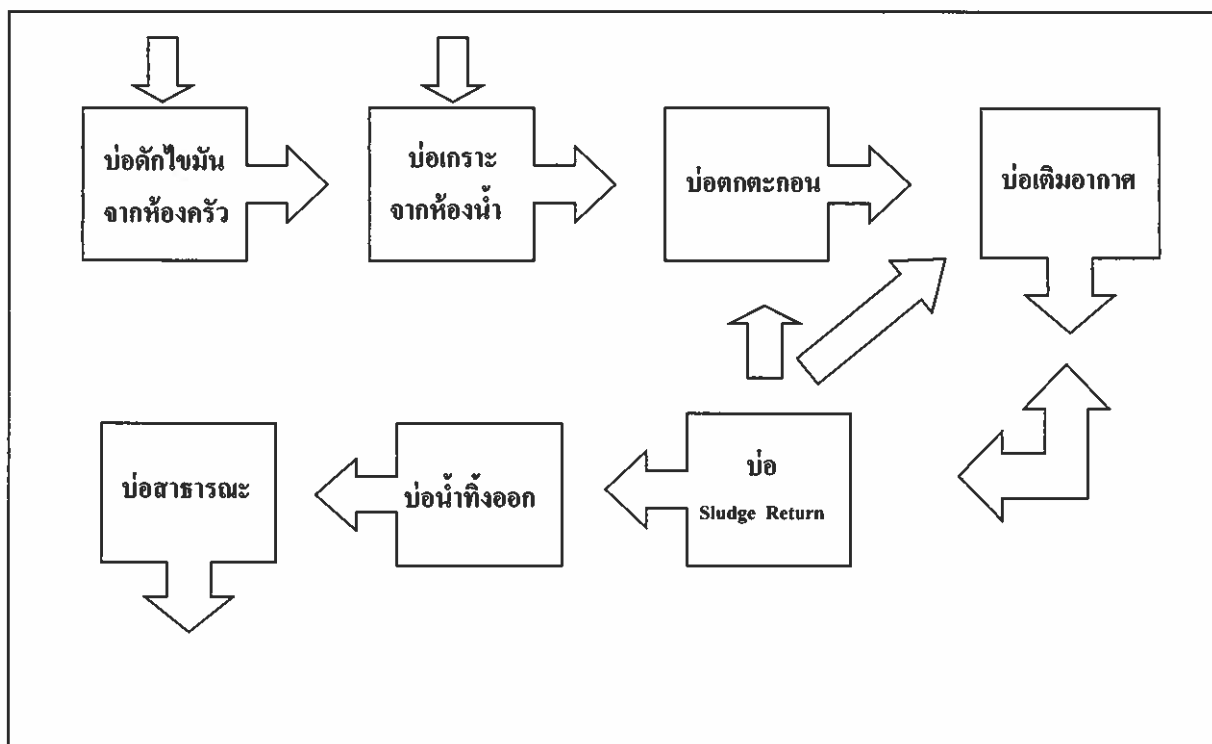 บ่อดักไขมัน
จากห้องครัว
บ่อเกราะ
จากห้องน้ำ
บ่อตกตะกอน
บ่อเติมอากาศ
บ่อสาธารณะ
บ่อน้ำทิ้งออก
บ่อ
Sludge Return